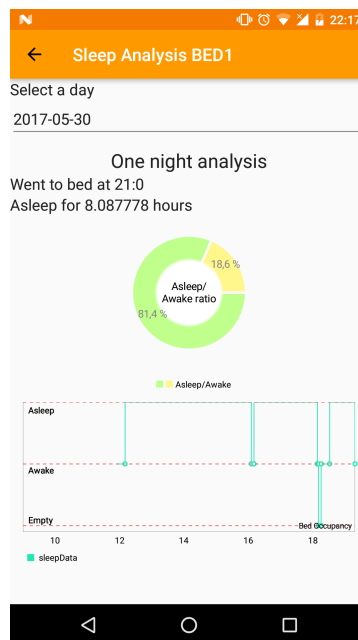 22:17
Sleep Analysis BED1
Select a day
2017-05-30
One night analysis
Went to bed at 21:0
Asleep for 8.087778 hours
18,6 %
Asleep/
Awake ratio
81,4 %
Asleep/Awake
Asleep
Awake
Empty
Bed Occupancy
10 12 14 16 18
sleepData